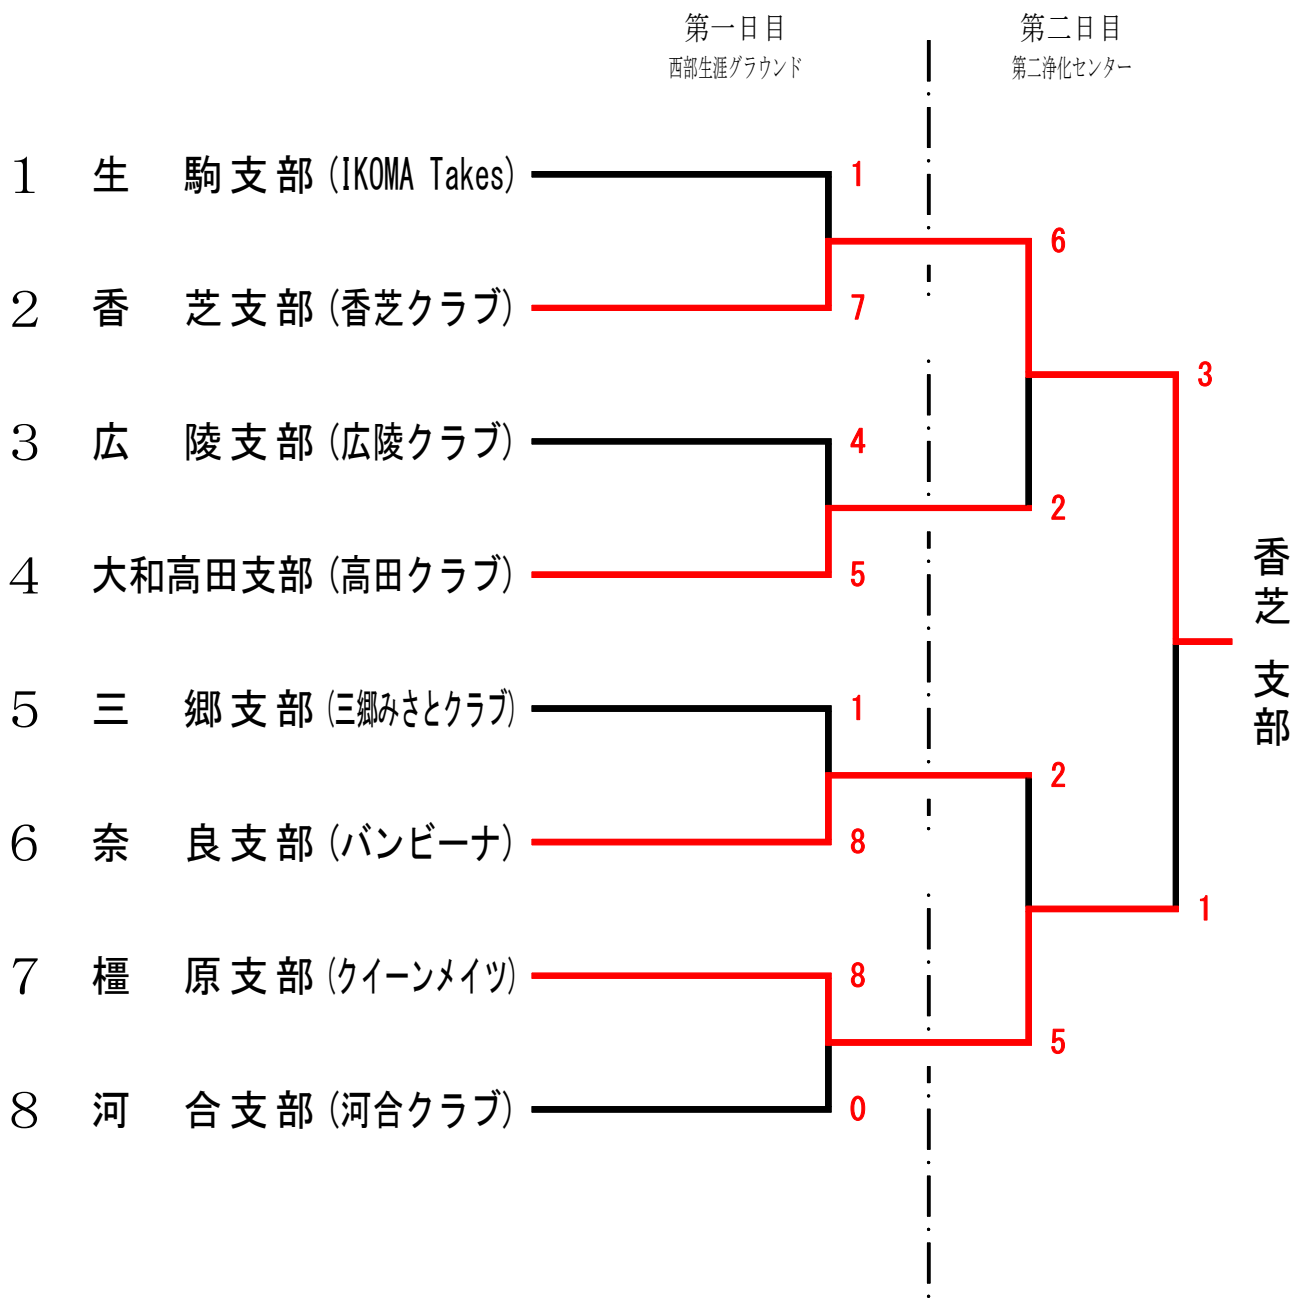 第一日目
西部生涯グラウンド
第二日目
第二浄化センター
1 生 駒支部(IKOMA Takes)
1
6
2 香 芝支部(香芝クラブ)
7
3
3 広 陵支部(広陵クラブ)
4
2
4 大和高田支部(高田クラブ)
5
香芝 支部
5 三 郷支部(三郷みさとクラブ)
1
2
6 奈 良支部(バンビーナ)
8
1
7 橿 原支部(クイーンメイツ)
8
5
8 河 合支部(河合クラブ)
0